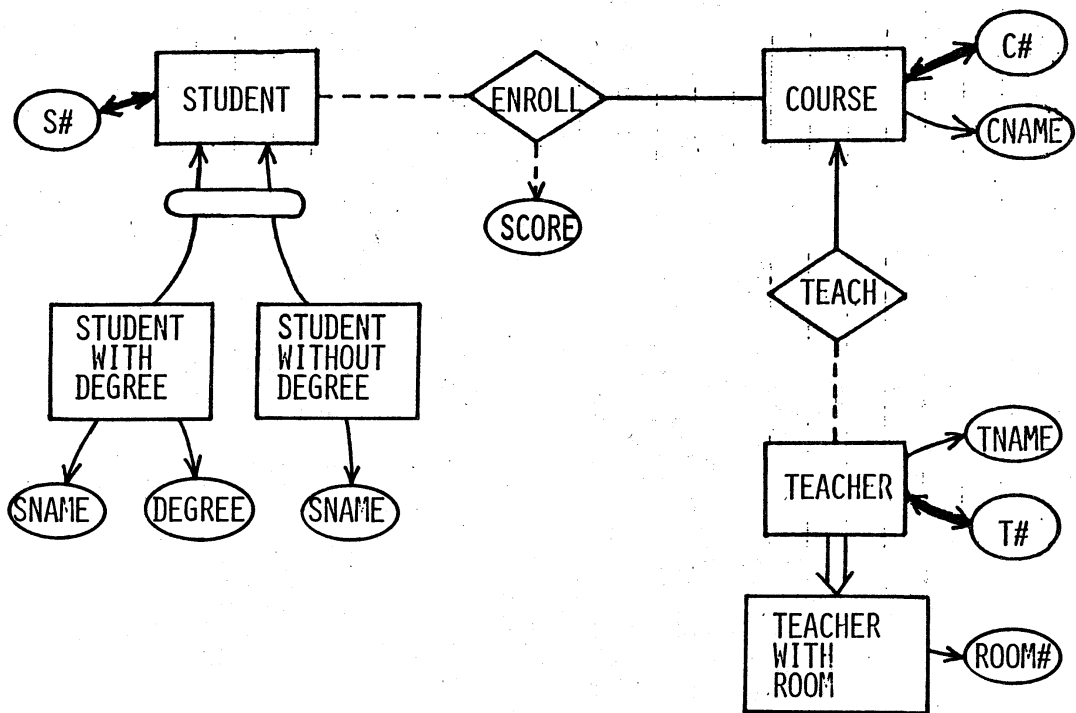 S#
STUDENT
ENROLL
COURSE
C#
CNAME
SCORE
TEACH
STUDENT
WITH
DEGREE
STUDENT
WITHOUT
DEGREE
SNAME
DEGREE
SNAME
TEACHER
TNAME
T#
TEACHER
WITH
ROOM
ROOM#